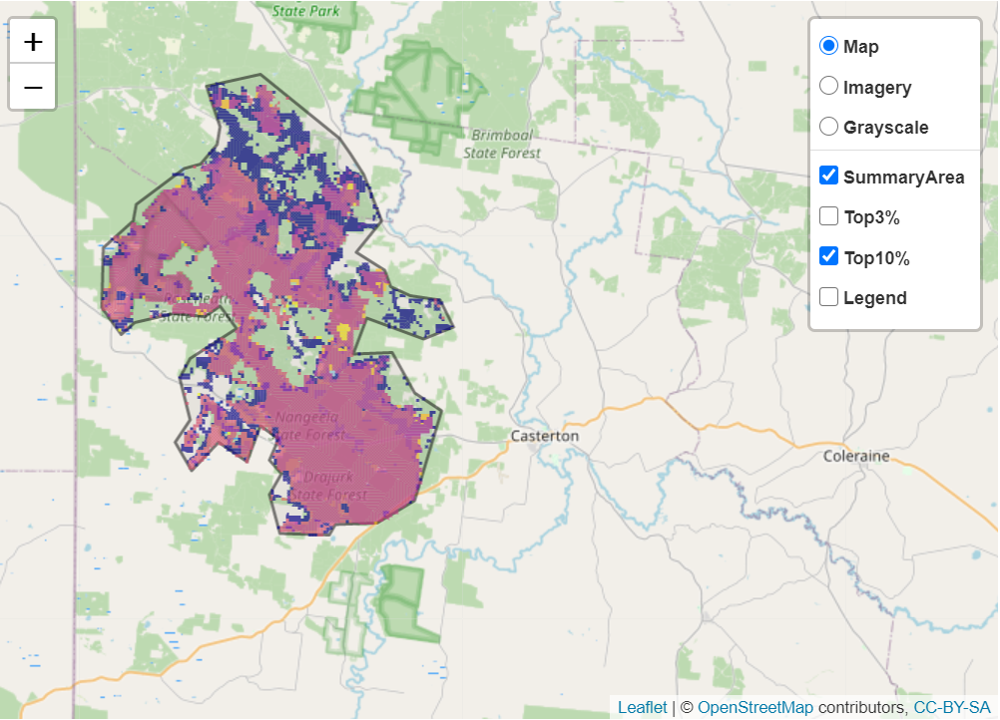 State Park
+
−
Map
Imagery
Grayscale
SummaryArea
Top3%
Top10%
Legend
Brimboal
State Forest
State Forest
Nangeela
State Forest
Drajurk
State Forest
Casterton
Coleraine
Leaflet | © OpenStreetMap contributors, CC-BY-SA